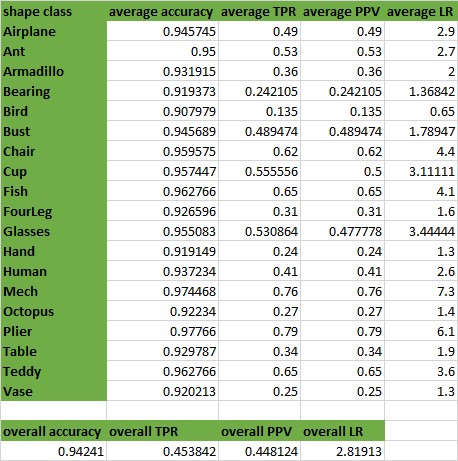 shape class average accuracy average TPR average PPV average LR
Airplane 0.945745 0.49 0.49 2.9
Ant 0.95 0.53 0.53 2.7
Armadillo 0.931915 0.36 0.36 2
Bearing 0.919373 0.242105 0.242105 1.36842
Bird 0.907979 0.135 0.135 0.65
Bust 0.945689 0.489474 0.489474 1.78947
Chair 0.959575 0.62 0.62 4.4
Cup 0.957447 0.555556 0.5 3.11111
Fish 0.962766 0.65 0.65 4.1
FourLeg 0.926596 0.31 0.31 1.6
Glasses 0.955083 0.530864 0.477778 3.44444
Hand 0.919149 0.24 0.24 1.3
Human 0.937234 0.41 0.41 2.6
Mech 0.974468 0.76 0.76 7.3
Octopus 0.92234 0.27 0.27 1.4
Plier 0.97766 0.79 0.79 6.1
Table 0.929787 0.34 0.34 1.9
Teddy 0.962766 0.65 0.65 3.6
Vase 0.920213 0.25 0.25 1.3
overall accuracy overall TPR overall PPV overall LR
0.94241 0.453842 0.448124 2.81913